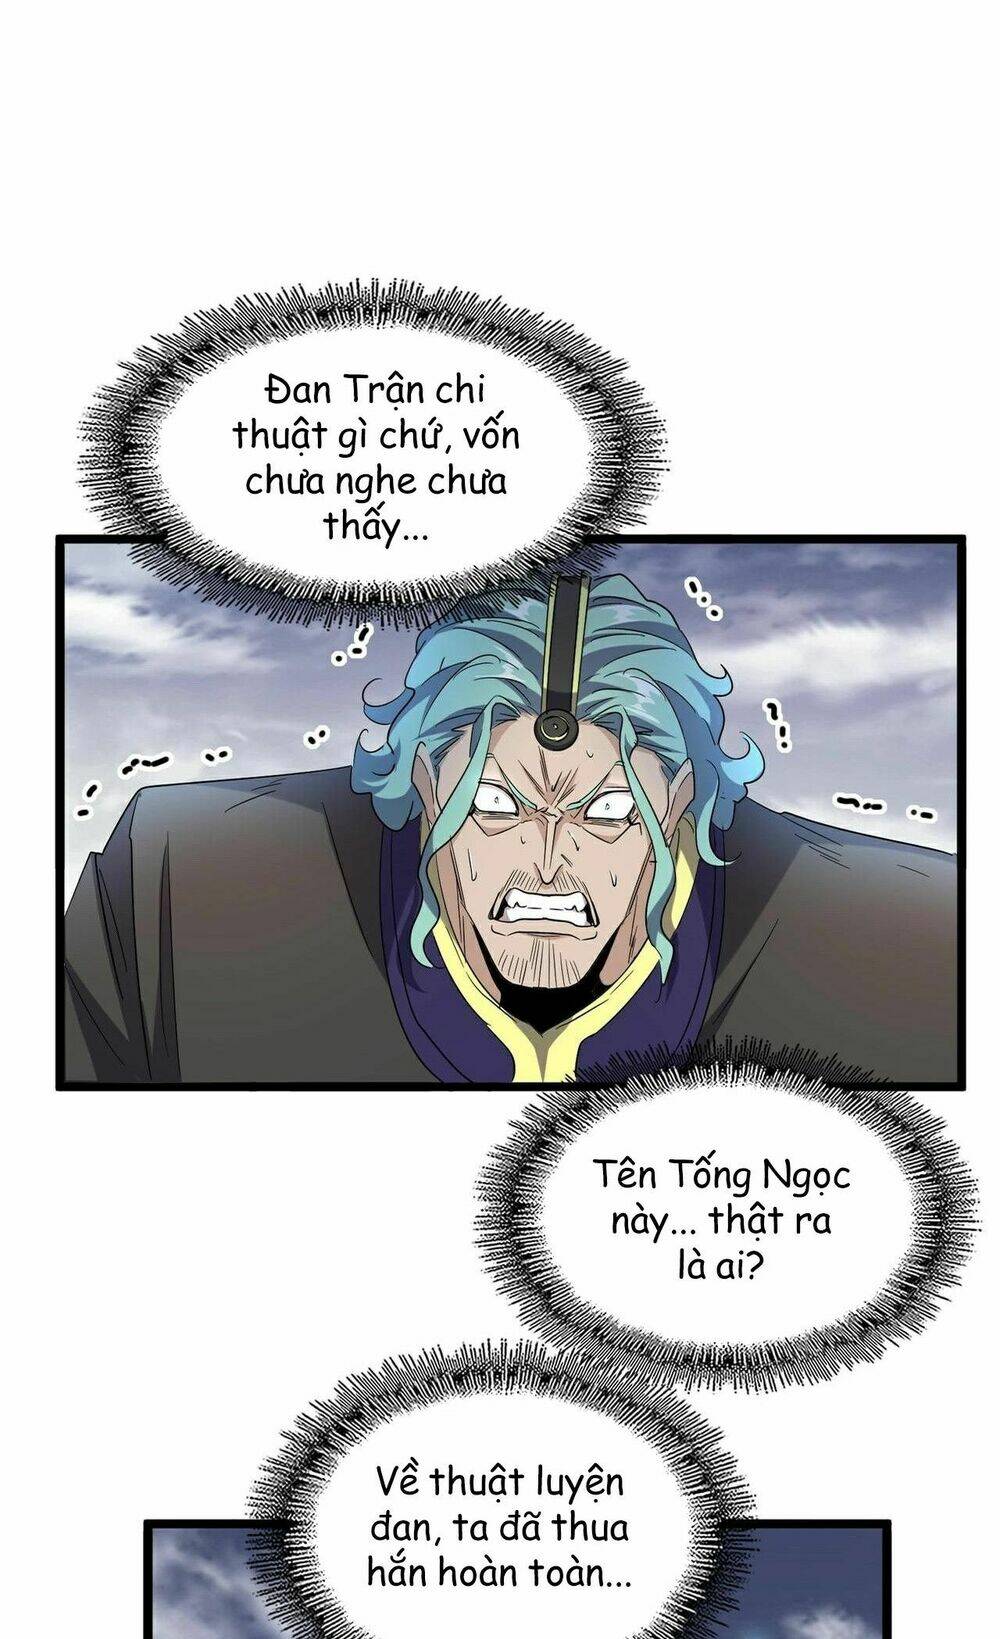 Đan Trận chi
thuật gì chứ, vốn
chưa nghe chưa
thấy...
Tên Tống Ngọc
này... thật ra
là ai?
Về thuật luyện
đan, ta đã thua
hắn hoàn toàn...